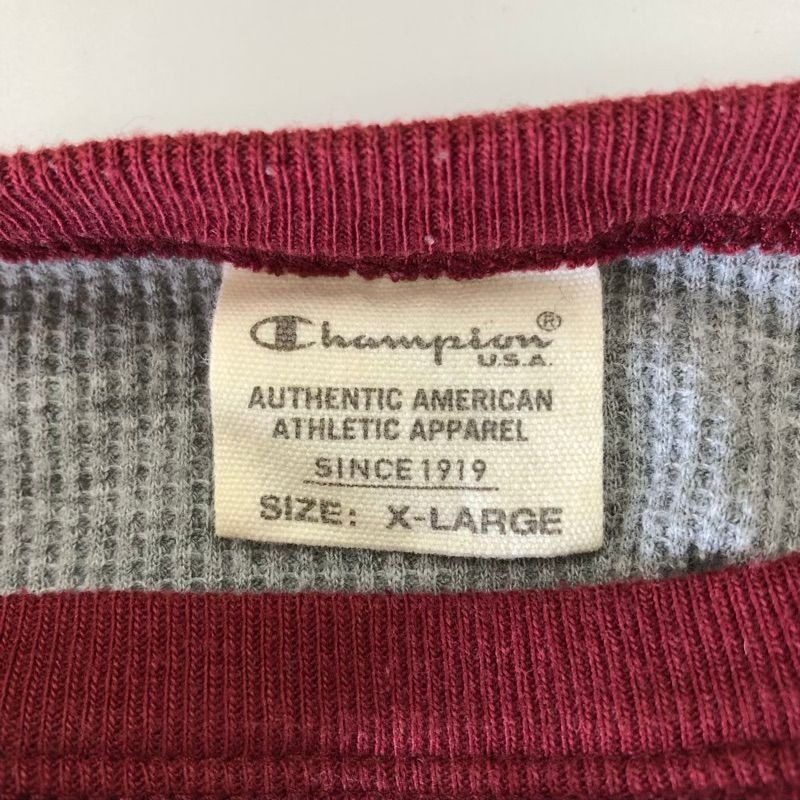 Champion®
U.S.A.
AUTHENTIC AMERICAN
ATHLETIC APPAREL
SINCE 1919
SIZE: X-LARGE